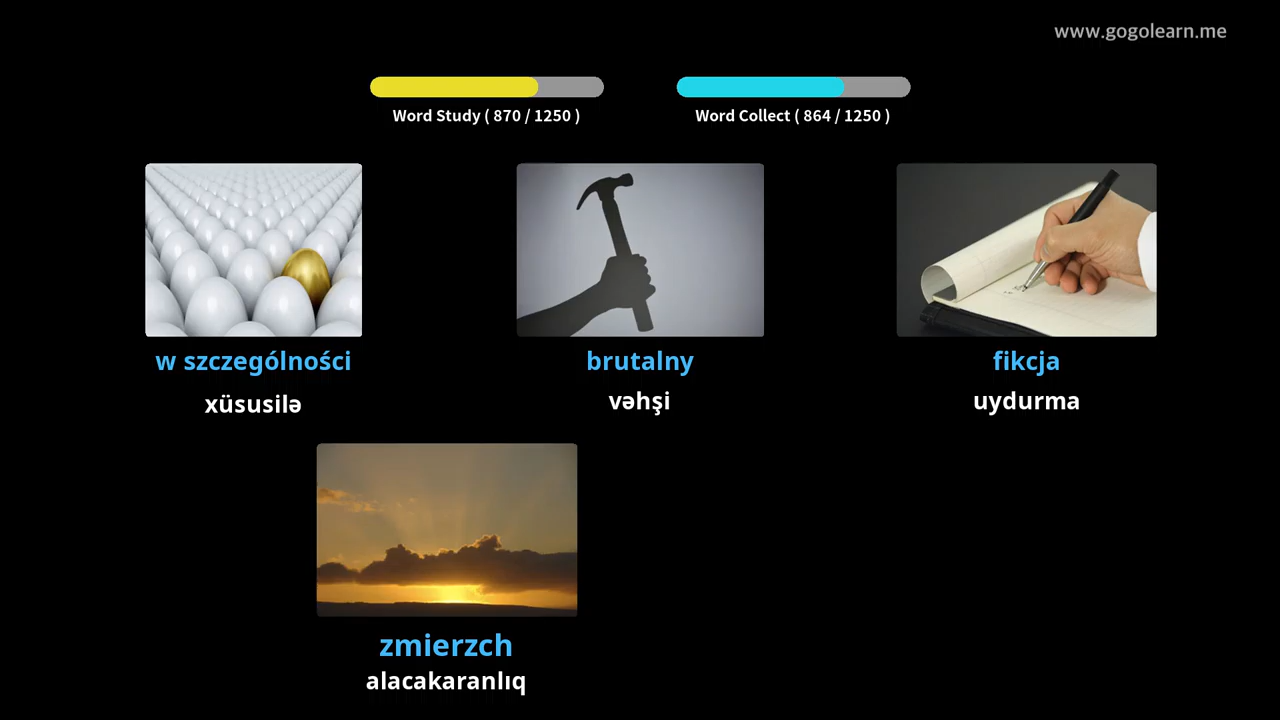 www.gogolearn.me
Word Study ( 870 / 1250 )
Word Collect ( 864 / 1250 )
w szczególności
xüsusilə
brutalny
vəhşi
fikcja
uydurma
zmierzch
alacakaranlıq